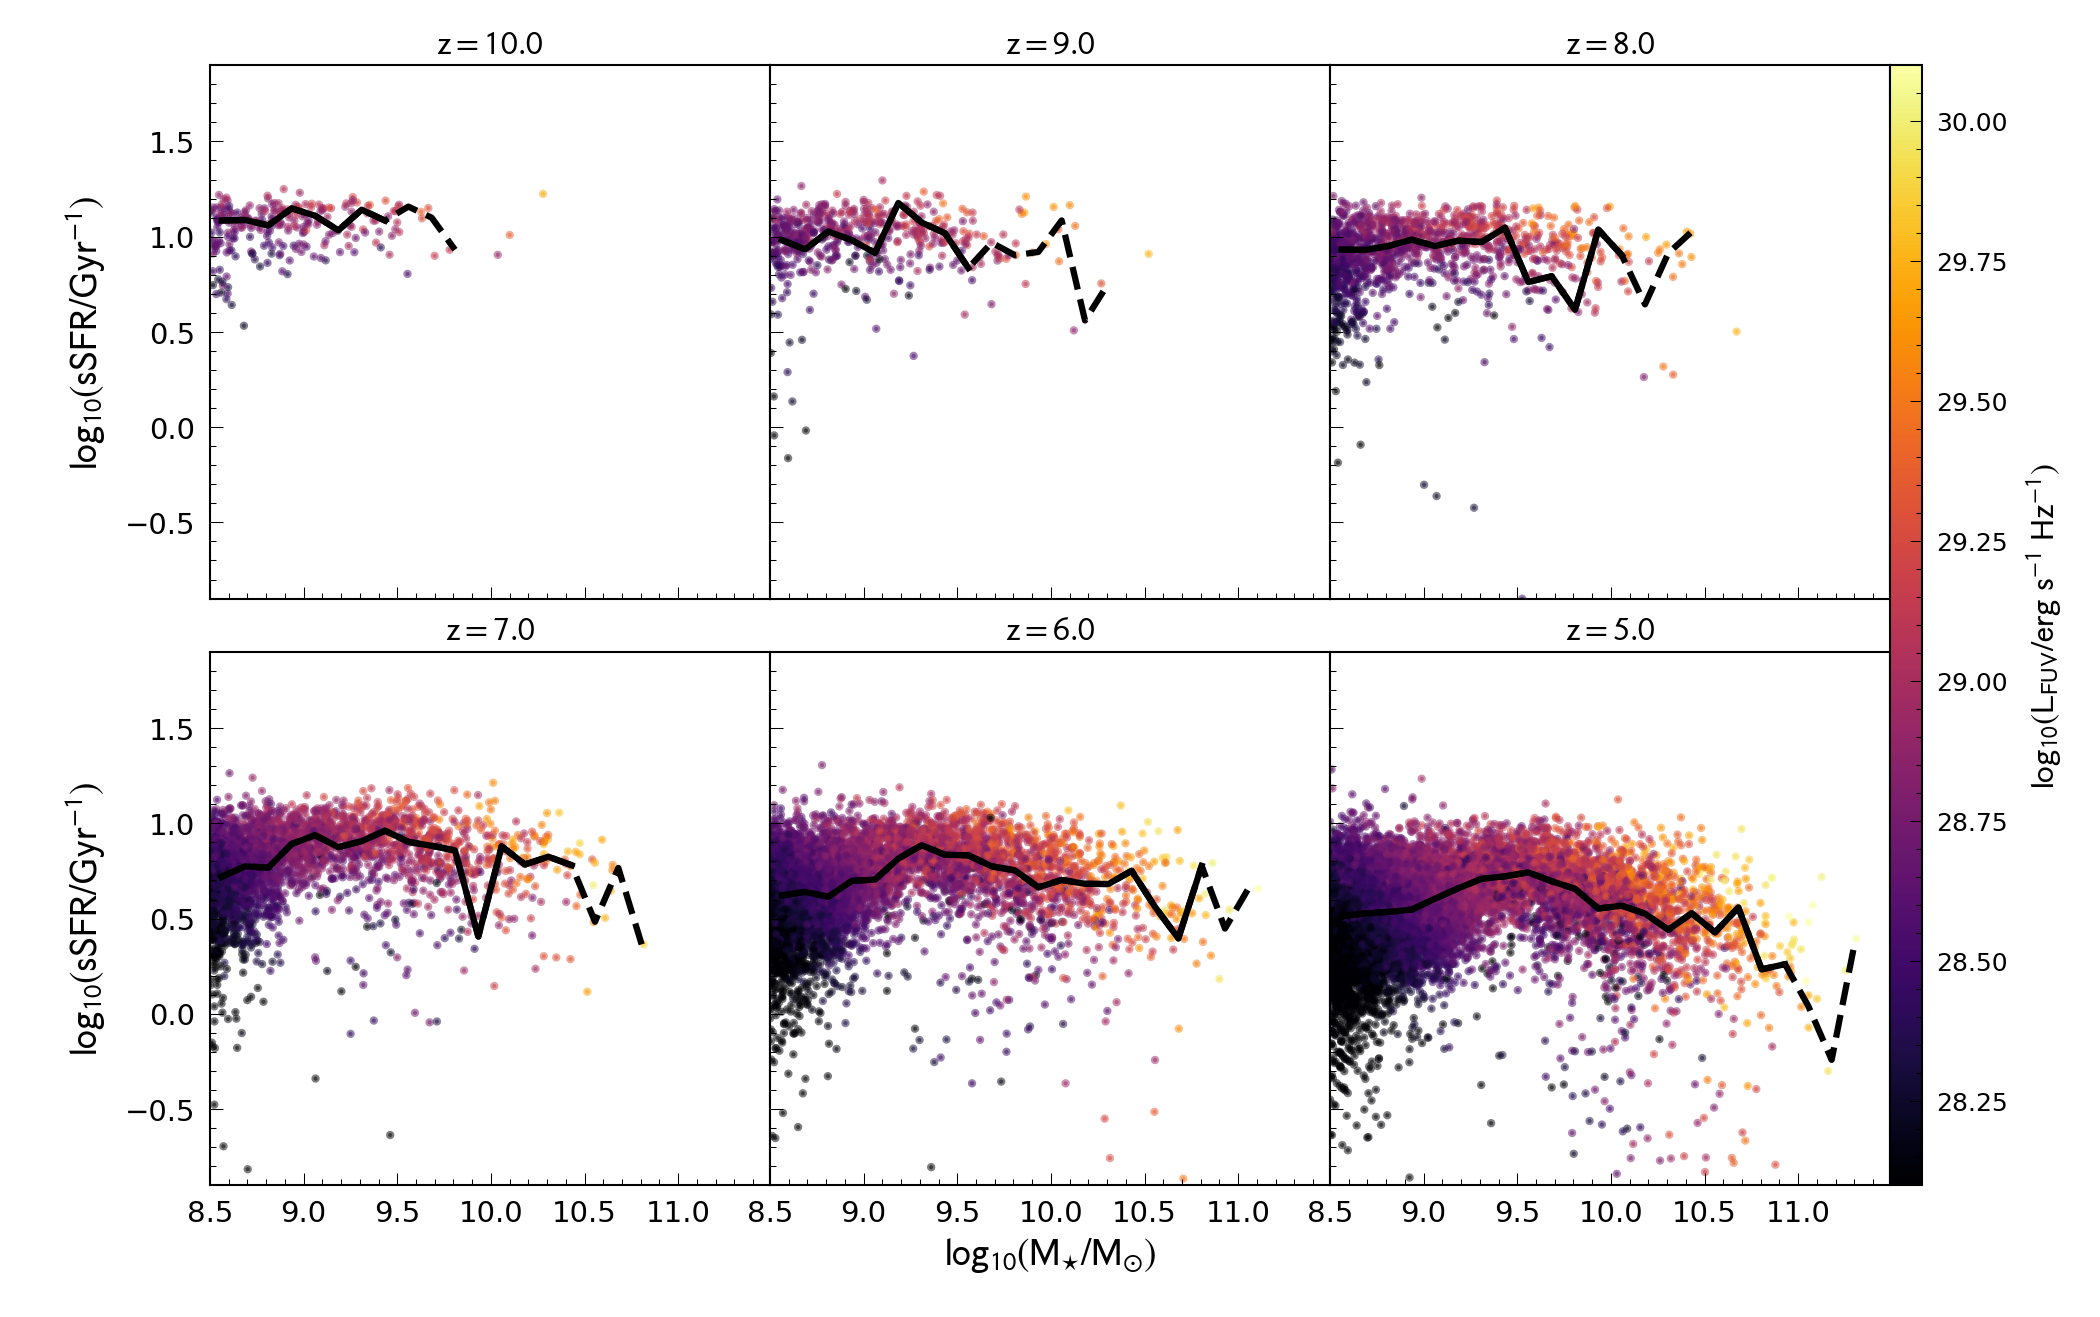 z = 10.0 z = 9.0 z = 8.0
1.5
1.0
0.5
0.0
−0.5
log₁₀(sSFR/Gyr⁻¹)
z = 7.0 z = 6.0 z = 5.0
1.5
1.0
0.5
0.0
−0.5
log₁₀(sSFR/Gyr⁻¹)
8.5 9.0 9.5 10.0 10.5 11.0 8.5 9.0 9.5 10.0 10.5 11.0 8.5 9.0 9.5 10.0 10.5 11.0
log₁₀(M⋆/M⊙)
30.00
29.75
29.50
29.25
29.00
28.75
28.50
28.25
log₁₀(L_FUV/erg s⁻¹ Hz⁻¹)